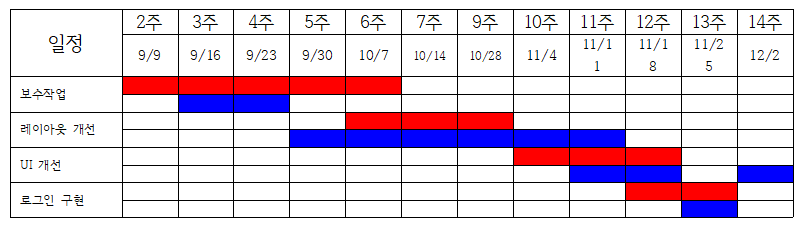 일정 2주 3주 4주 5주 6주 7주 9주 10주 11주 12주 13주 14주
9/9 9/16 9/23 9/30 10/7 10/14 10/28 11/4 11/1 11/1 11/2 12/2
1 8 5
보수작업
레이아웃 개선
UI 개선
로그인 구현